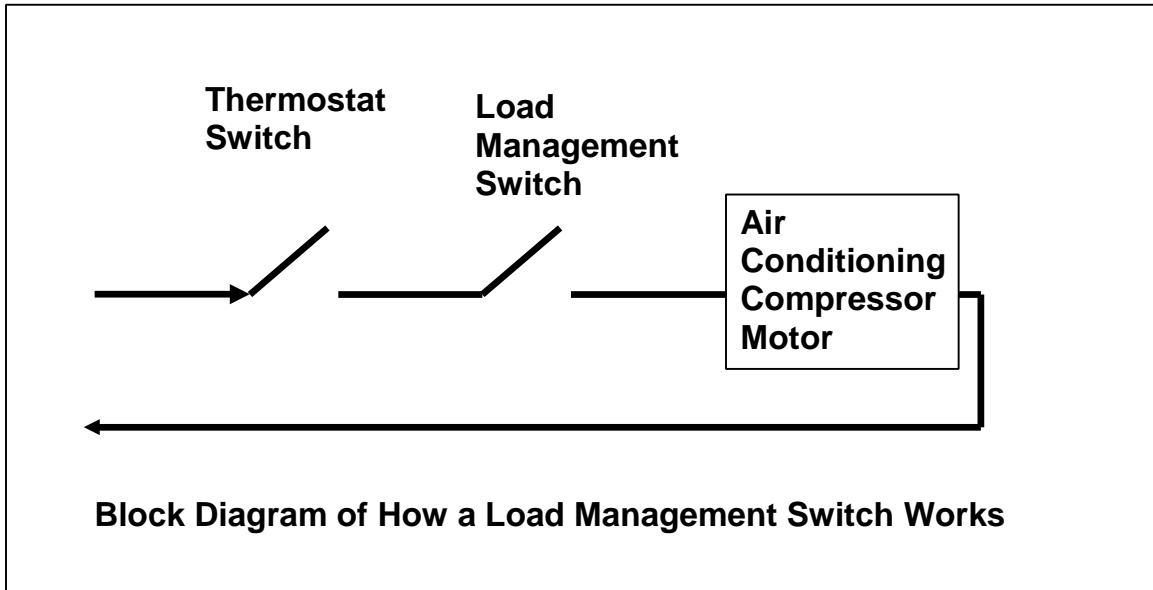 Thermostat
Switch
Load
Management
Switch
Air
Conditioning
Compressor
Motor
Block Diagram of How a Load Management Switch Works